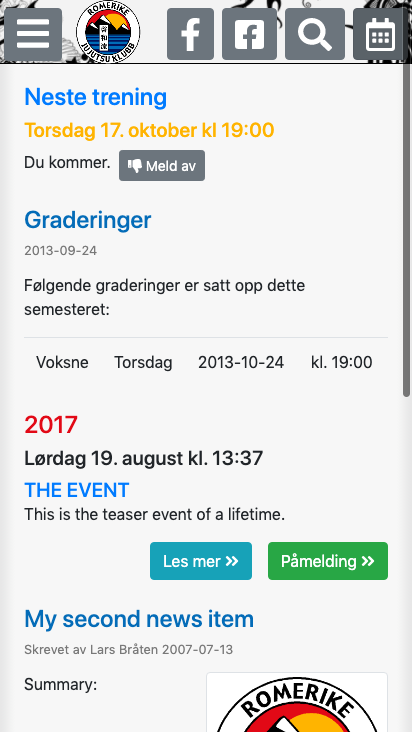 ROMERIKE
JUJUTSU KLUBB
Neste trening
Torsdag 17. oktober kl 19:00
Du kommer. Meld av
Graderinger
2013-09-24
Følgende graderinger er satt opp dette
semesteret:
Voksne Torsdag 2013-10-24 kl. 19:00
2017
Lørdag 19. august kl. 13:37
THE EVENT
This is the teaser event of a lifetime.
Les mer Påmelding
My second news item
Skrevet av Lars Bråten 2007-07-13
Summary:
ROMERIKE